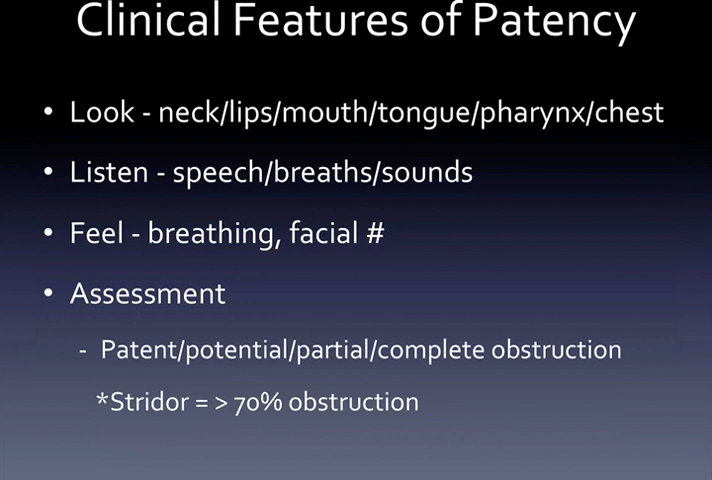 Clinical Features of Patency
• Look - neck/lips/mouth/tongue/pharynx/chest
• Listen - speech/breaths/sounds
• Feel - breathing, facial #
• Assessment
- Patent/potential/partial/complete obstruction
*Stridor = > 70% obstruction